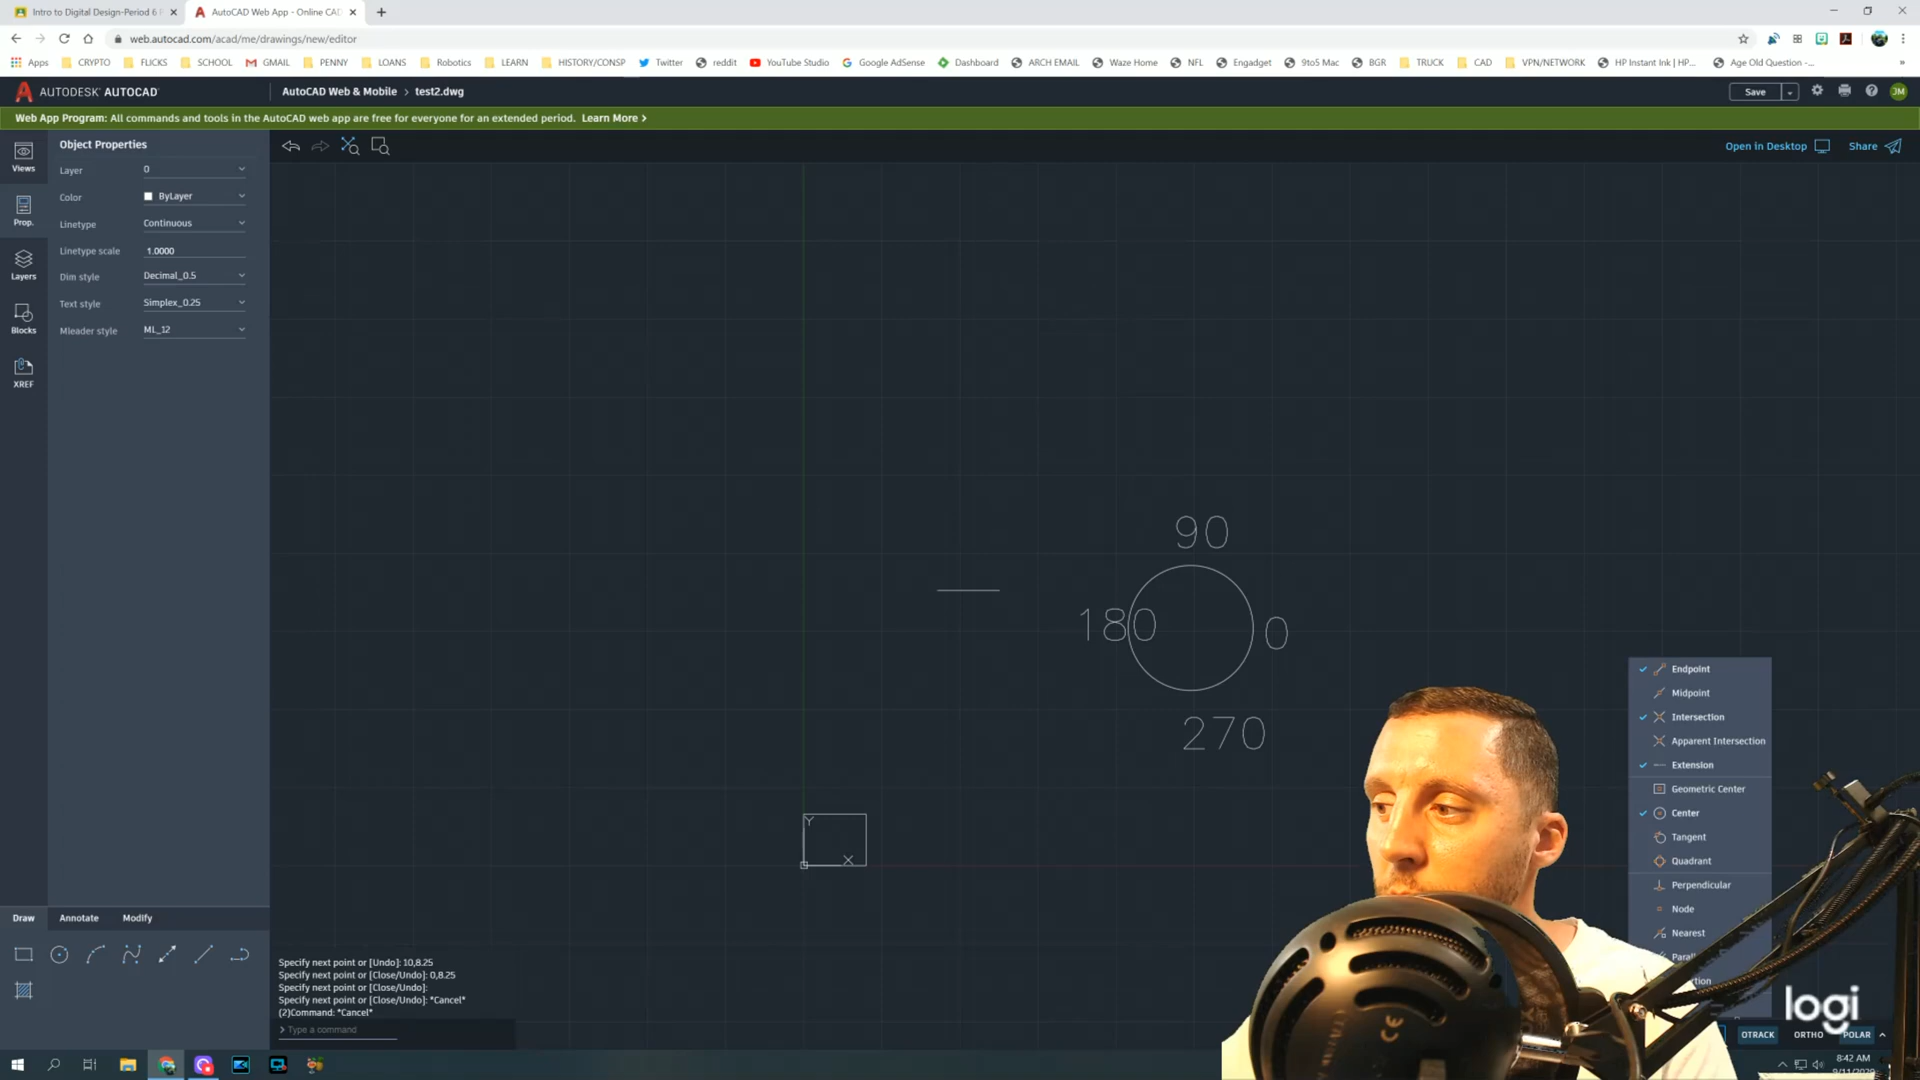 Intro to Digital Design-Period 6
AutoCAD Web App - Online CAD
web.autocad.com/acad/me/drawings/new/editor
Apps CRYPTO FLICKS SCHOOL GMAIL PENNY LOANS Robotics LEARN HISTORY/CONSP Twitter reddit YouTube Studio Google AdSense Dashboard ARCH EMAIL Waze Home NFL Engadget 9to5 Mac BGR TRUCK CAD VPN/NETWORK HP Instant Ink | HP... Age Old Question -... »
AUTODESK® AUTOCAD®
AutoCAD Web & Mobile > test2.dwg
Save
JM
Web App Program: All commands and tools in the AutoCAD web app are free for everyone for an extended period. Learn More >
Views
Prop.
Layers
Blocks
XREF
Object Properties
Layer 0
Color ByLayer
Linetype Continuous
Linetype scale 1.0000
Dim style Decimal_0.5
Text style Simplex_0.25
Mleader style ML_12
Open in Desktop
Share
90
180
0
270
Y
X
Endpoint
Midpoint
Intersection
Apparent Intersection
Extension
Geometric Center
Center
Tangent
Quadrant
Perpendicular
Node
Nearest
Draw Annotate Modify
Specify next point or [Undo]: 10,8.25
Specify next point or [Close/Undo]: 0,8.25
Specify next point or [Close/Undo]:
Specify next point or [Close/Undo]: *Cancel*
(2)Command: *Cancel*
> Type a command
logi
OTRACK ORTHO POLAR
8:42 AM
CE